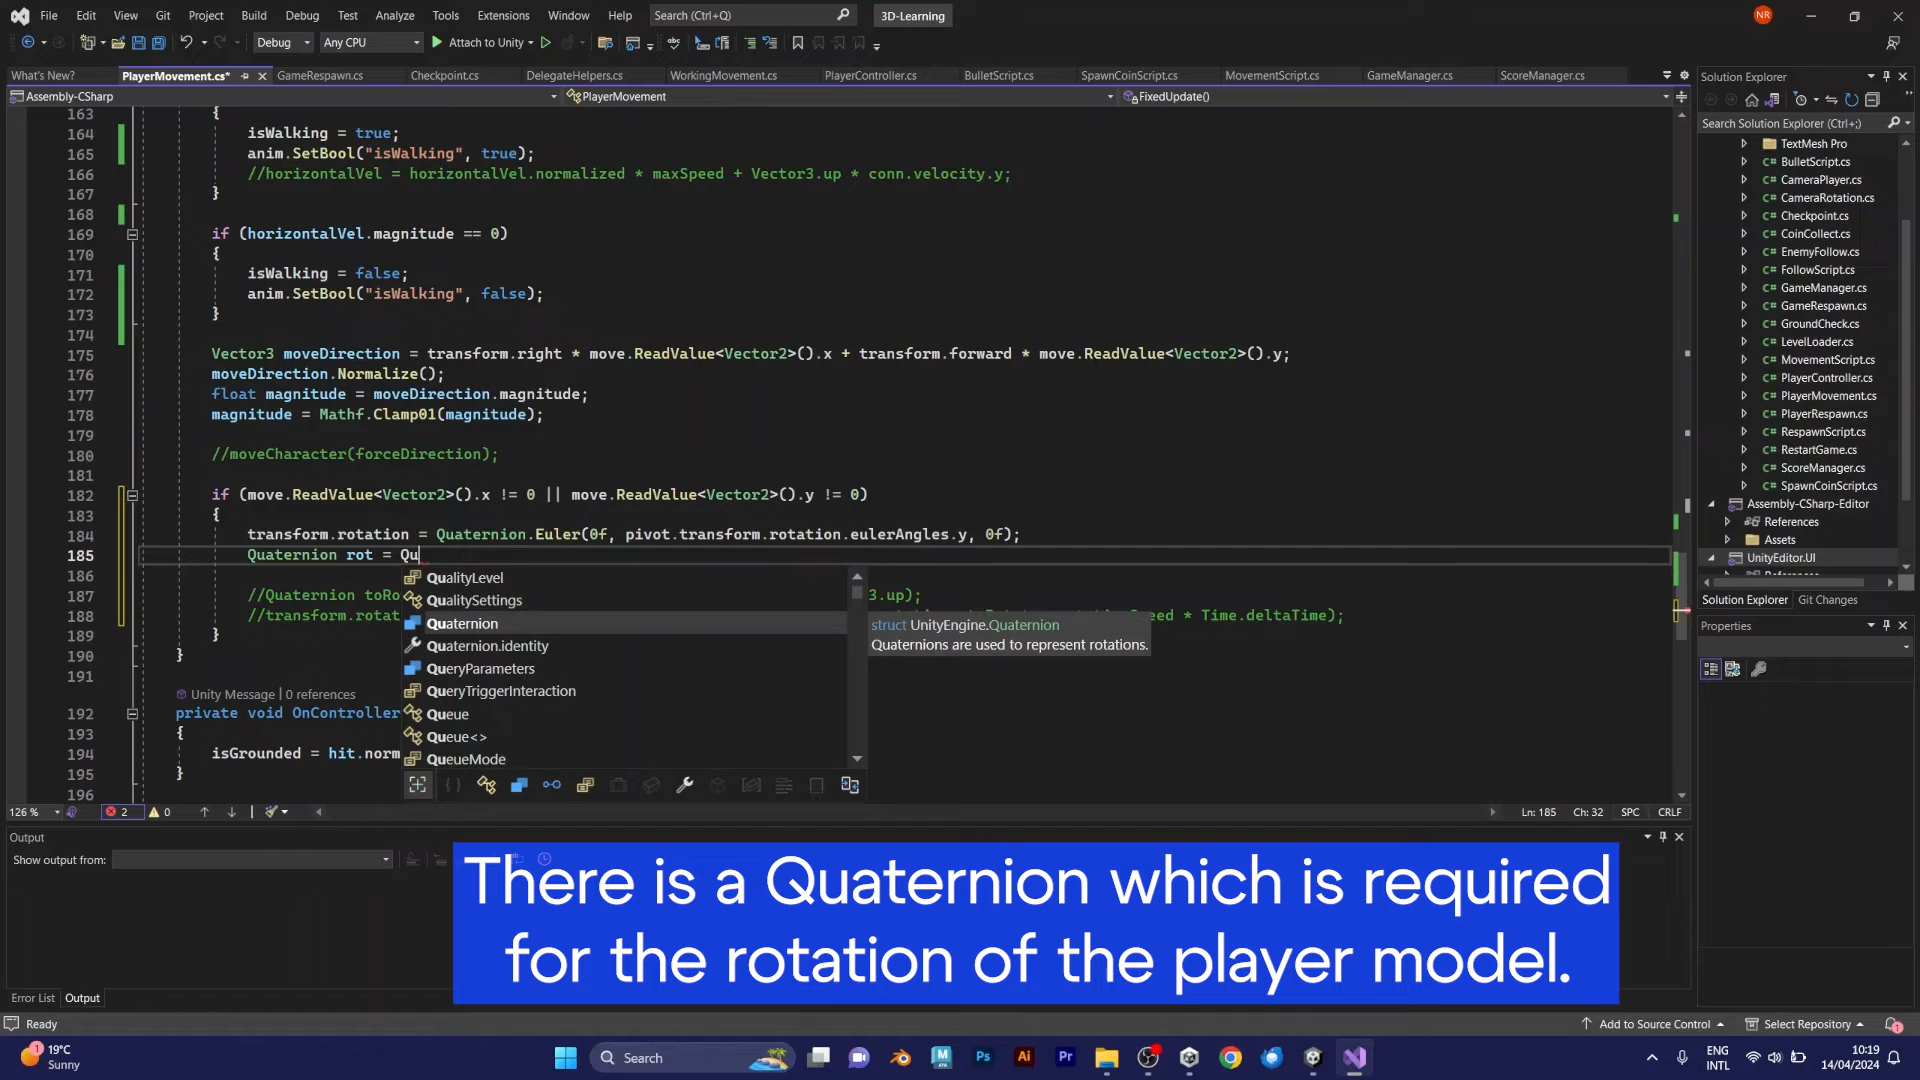 File Edit View Git Project Build Debug Test Analyze Tools Extensions Window Help Search (Ctrl+Q) 3D-Learning NR
Debug Any CPU Attach to Unity
What's New? PlayerMovement.cs* GameRespawn.cs Checkpoint.cs DelegateHelpers.cs WorkingMovement.cs PlayerController.cs BulletScript.cs SpawnCoinScript.cs MovementScript.cs GameManager.cs ScoreManager.cs
Assembly-CSharp PlayerMovement FixedUpdate()
163 {
164 isWalking = true;
165 anim.SetBool("isWalking", true);
166 //horizontalVel = horizontalVel.normalized * maxSpeed + Vector3.up * conn.velocity.y;
167 }
168
169 if (horizontalVel.magnitude == 0)
170 {
171 isWalking = false;
172 anim.SetBool("isWalking", false);
173 }
174
175 Vector3 moveDirection = transform.right * move.ReadValue<Vector2>().x + transform.forward * move.ReadValue<Vector2>().y;
176 moveDirection.Normalize();
177 float magnitude = moveDirection.magnitude;
178 magnitude = Mathf.Clamp01(magnitude);
179
180 //moveCharacter(forceDirection);
181
182 if (move.ReadValue<Vector2>().x != 0 || move.ReadValue<Vector2>().y != 0)
183 {
184 transform.rotation = Quaternion.Euler(0f, pivot.transform.rotation.eulerAngles.y, 0f);
185 Quaternion rot = Qu
186
187 //Quaternion toRo 3.up);
188 //transform.rotat eed * Time.deltaTime);
189 }
190 }
191
Unity Message | 0 references
192 private void OnController
193 {
194 isGrounded = hit.norm
195 }
196
QualityLevel
QualitySettings
Quaternion
Quaternion.identity
QueryParameters
QueryTriggerInteraction
Queue
Queue<>
QueueMode
struct UnityEngine.Quaternion
Quaternions are used to represent rotations.
126 % 2 0 Ln: 185 Ch: 32 SPC CRLF
Output
Show output from:
Error List Output
There is a Quaternion which is required
for the rotation of the player model.
Solution Explorer
Search Solution Explorer (Ctrl+;)
TextMesh Pro
C# BulletScript.cs
C# CameraPlayer.cs
C# CameraRotation.cs
C# Checkpoint.cs
C# CoinCollect.cs
C# EnemyFollow.cs
C# FollowScript.cs
C# GameManager.cs
C# GameRespawn.cs
C# GroundCheck.cs
C# LevelLoader.cs
C# MovementScript.cs
C# PlayerController.cs
C# PlayerMovement.cs
C# PlayerRespawn.cs
C# RespawnScript.cs
C# RestartGame.cs
C# ScoreManager.cs
C# SpawnCoinScript.cs
Assembly-CSharp-Editor
References
Assets
UnityEditor.UI
Solution Explorer Git Changes
Properties
Ready Add to Source Control Select Repository 1
1 19°C
Sunny
Search
Ps Ai Pr
ENG
INTL
10:19
14/04/2024